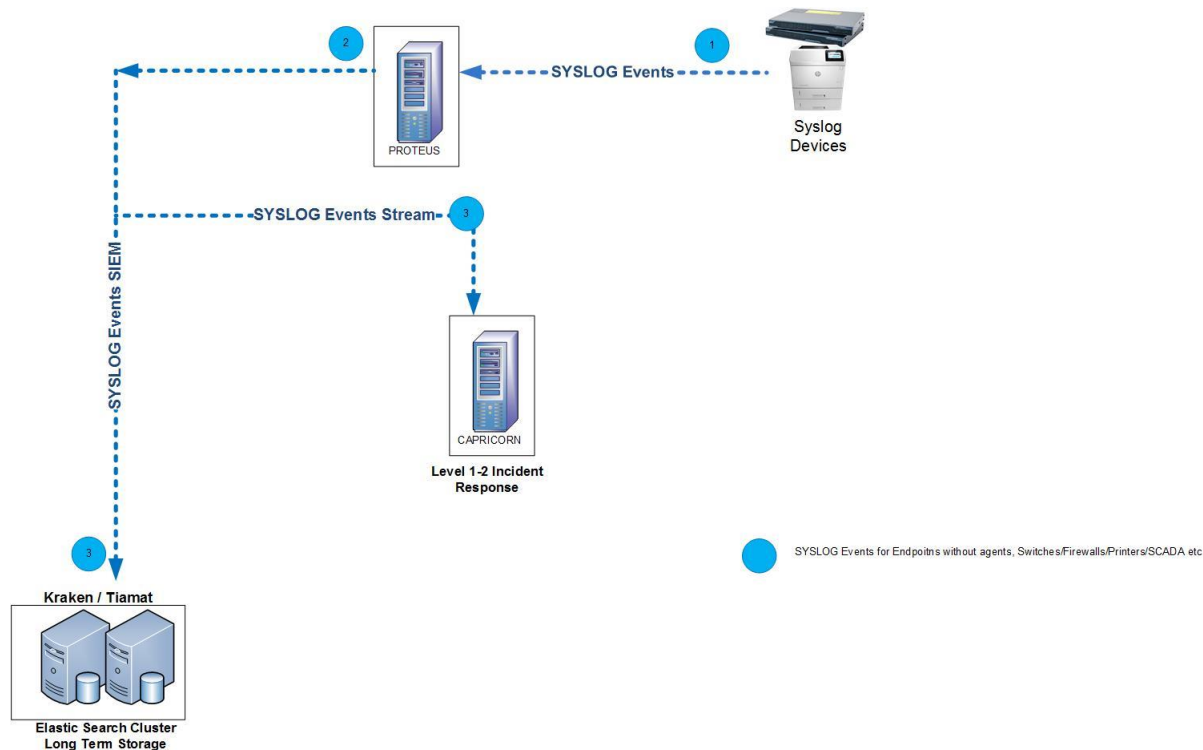 2
1
SYSLOG Events
PROTEUS
Syslog
Devices
SYSLOG Events Stream
3
SYSLOG Events SIEM
CAPRICORN
Level 1-2 Incident
Response
3
SYSLOG Events for Endpoitns without agents, Switches/Firewalls/Printers/SCADA etc
Kraken / Tiamat
Elastic Search Cluster
Long Term Storage